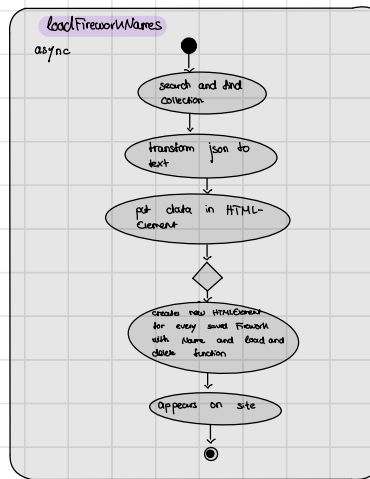 loadFireworkNames
async
search and find
collection
transform json to
text
put data in HTML-
Element
creates new HTMLElement
for every saved Firework
with Name and load and
delete function
appears on site